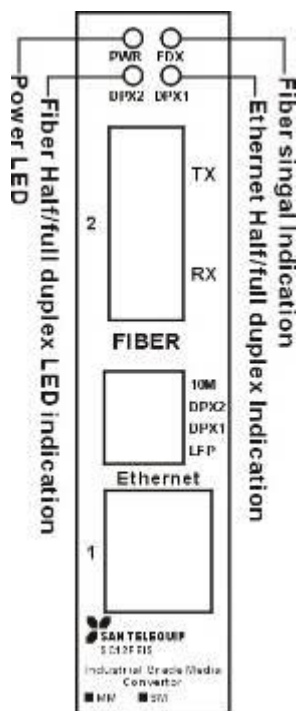 PWR FDX
DPX2 DPX1
Power LED
Fiber Half/full duplex LED indication
Fiber singal Indication
Ethernet Half/full duplex Indication
TX
2
RX
FIBER
10M
DPX2
DPX1
LFP
Ethernet
1
SAN TELEQUIP
Industrial Grade Media
Convertor
MM SM